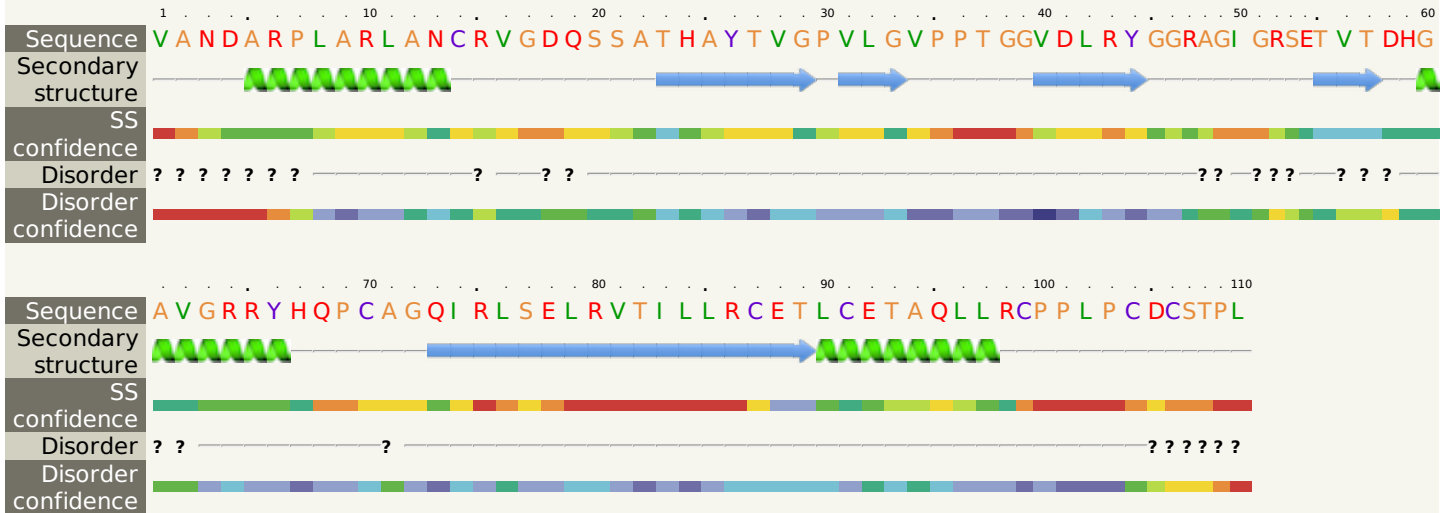 1 10 20 30 40 50 60
Sequence V A N D A R P L A R L A N C R V G D Q S S A T H A Y T V G P V L G V P P T G G V D L R Y G G R A G I G R S E T V T D H G
Secondary
structure
SS
confidence
Disorder ? ? ? ? ? ? ? ? ? ? ? ? ? ? ? ? ? ?
Disorder
confidence
70 80 90 100 110
Sequence A V G R R Y H Q P C A G Q I R L S E L R V T I L L R C E T L C E T A Q L L R C P P L P C D C S T P L
Secondary
structure
SS
confidence
Disorder ? ? ? ? ? ? ? ? ?
Disorder
confidence